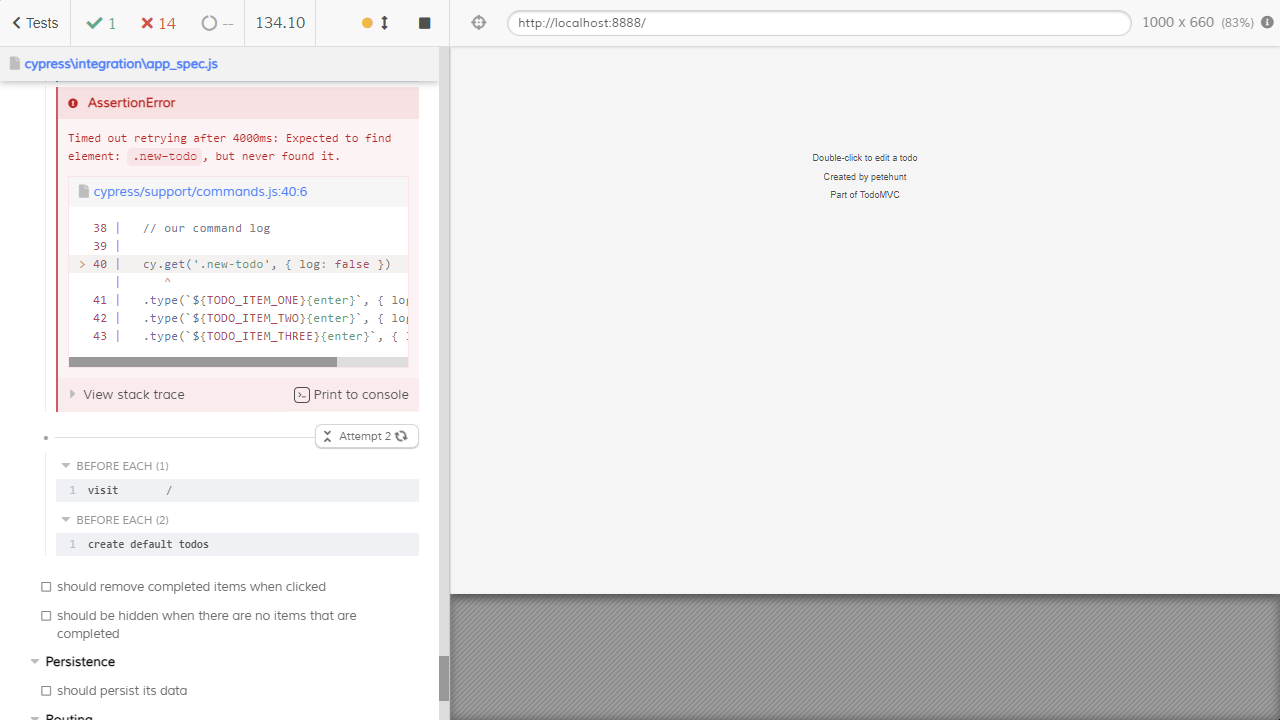 Tests
1
14
--
134.10
http://localhost:8888/
1000 x 660 (83%)
cypress\integration\app_spec.js
AssertionError
Timed out retrying after 4000ms: Expected to find
element: .new-todo, but never found it.
cypress/support/commands.js:40:6
38 | // our command log
39 |
> 40 | cy.get('.new-todo', { log: false })
| ^
41 | .type(`${TODO_ITEM_ONE}{enter}`, { log
42 | .type(`${TODO_ITEM_TWO}{enter}`, { log
43 | .type(`${TODO_ITEM_THREE}{enter}`, {
View stack trace
Print to console
Attempt 2
BEFORE EACH (1)
1 visit /
BEFORE EACH (2)
1 create default todos
should remove completed items when clicked
should be hidden when there are no items that are
completed
Persistence
should persist its data
Routing
Double-click to edit a todo
Created by petehunt
Part of TodoMVC